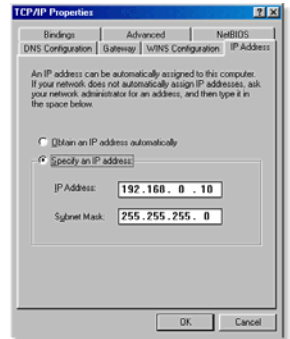 TCP/IP Properties
Bindings Advanced NetBIOS
DNS Configuration Gateway WINS Configuration IP Address
An IP address can be automatically assigned to this computer.
If your network does not automatically assign IP addresses, ask
your network administrator for an address, and then type it in
the space below.
Obtain an IP address automatically
Specify an IP address:
IP Address: 192.168. 0 .10
Subnet Mask: 255.255.255. 0
OK Cancel